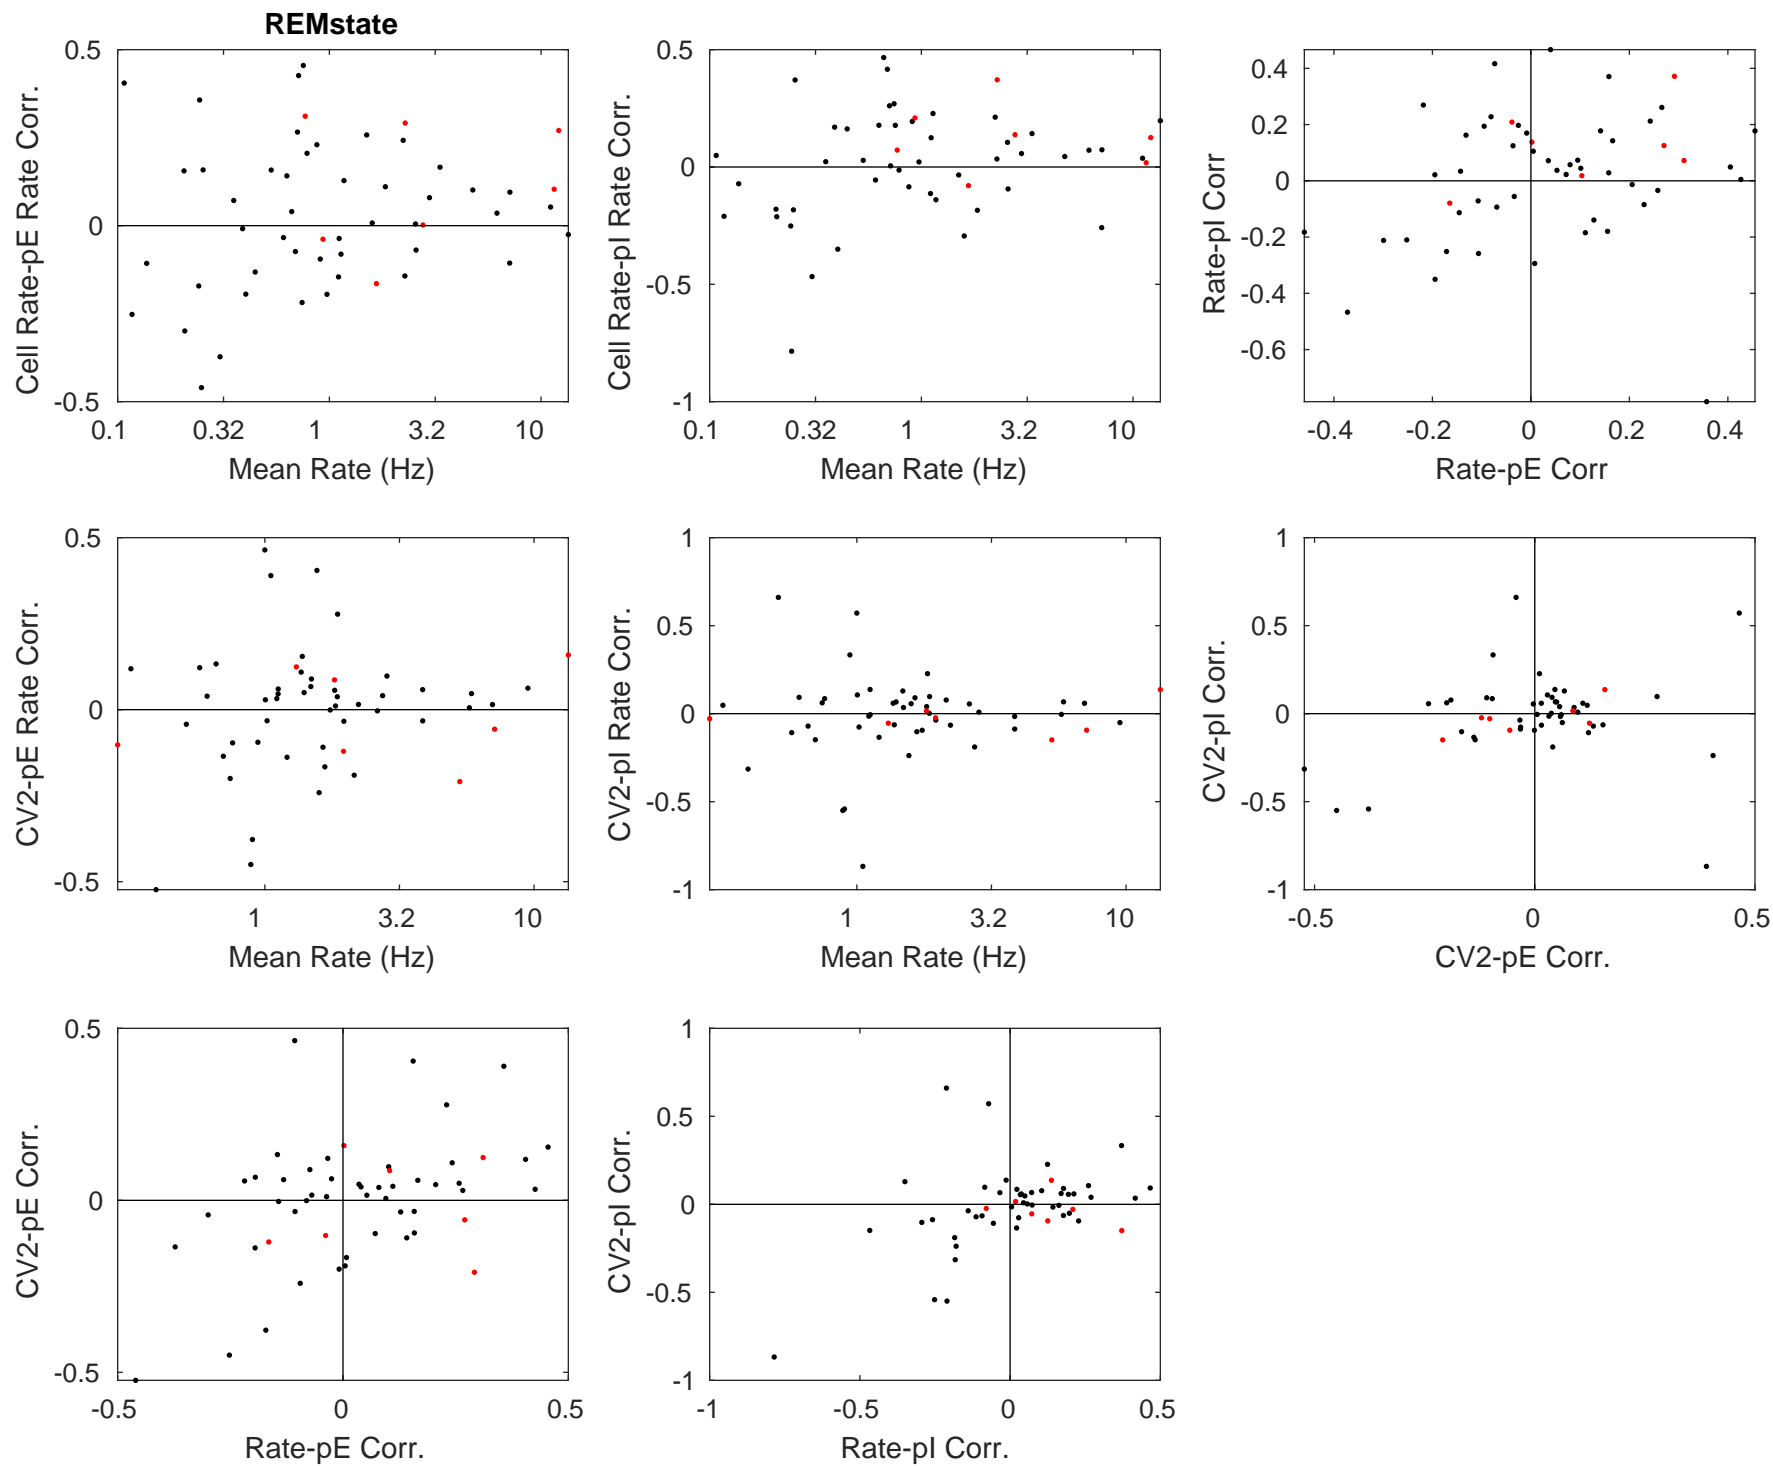 REMstate
0.5
0
-0.5
0.1 0.32 1 3.2 10
Mean Rate (Hz)
Cell Rate-pE Rate Corr.
0.5
0
-0.5
-1
0.1 0.32 1 3.2 10
Mean Rate (Hz)
Cell Rate-pI Rate Corr.
0.4
0.2
0
-0.2
-0.4
-0.6
-0.4 -0.2 0 0.2 0.4
Rate-pE Corr
Rate-pI Corr
0.5
0
-0.5
1 3.2 10
Mean Rate (Hz)
CV2-pE Rate Corr.
1
0.5
0
-0.5
-1
1 3.2 10
Mean Rate (Hz)
CV2-pI Rate Corr.
1
0.5
0
-0.5
-1
-0.5 0 0.5
CV2-pE Corr.
CV2-pI Corr.
0.5
0
-0.5
-0.5 0 0.5
Rate-pE Corr.
CV2-pE Corr.
1
0.5
0
-0.5
-1
-1 -0.5 0 0.5
Rate-pI Corr.
CV2-pI Corr.